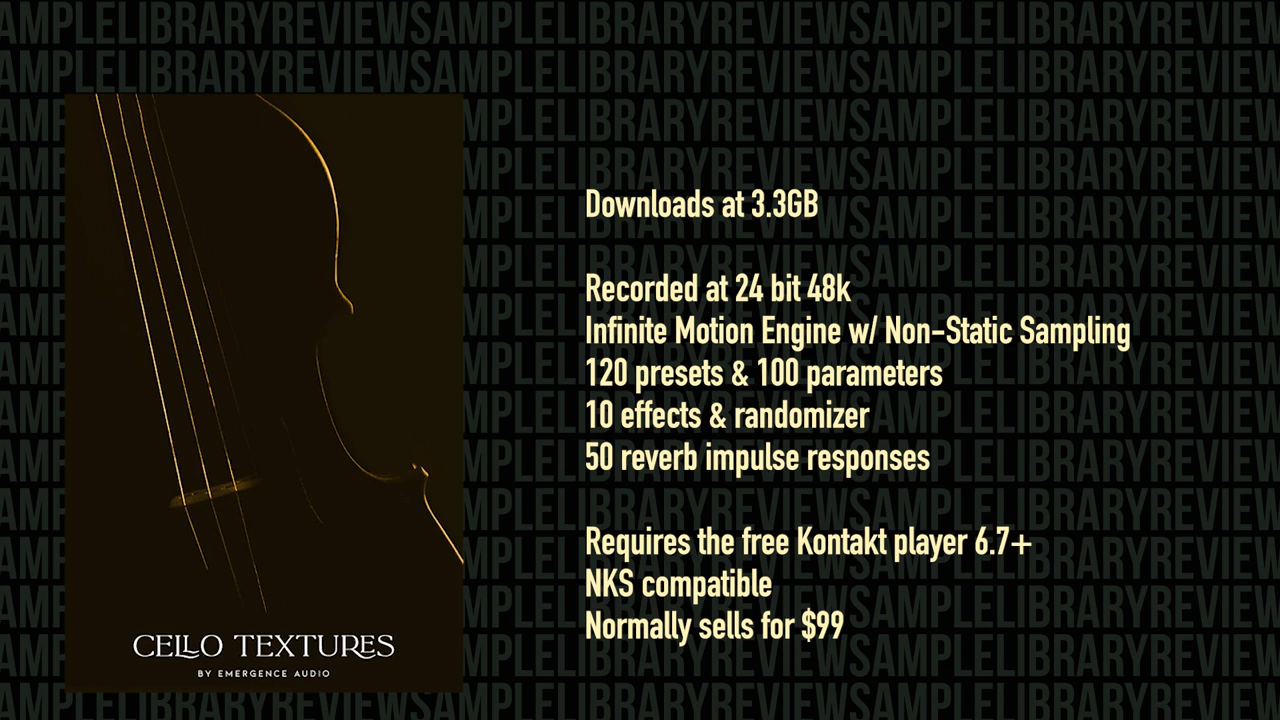 AMPLELIBRARYREVIEWSAMPLELIBRARYREVIEWSAMPLELIBRARYREVIEW
CELLO TEXTURES
BY EMERGENCE AUDIO
Downloads at 3.3GB
Recorded at 24 bit 48k
Infinite Motion Engine w/ Non-Static Sampling
120 presets & 100 parameters
10 effects & randomizer
50 reverb impulse responses
Requires the free Kontakt player 6.7+
NKS compatible
Normally sells for $99